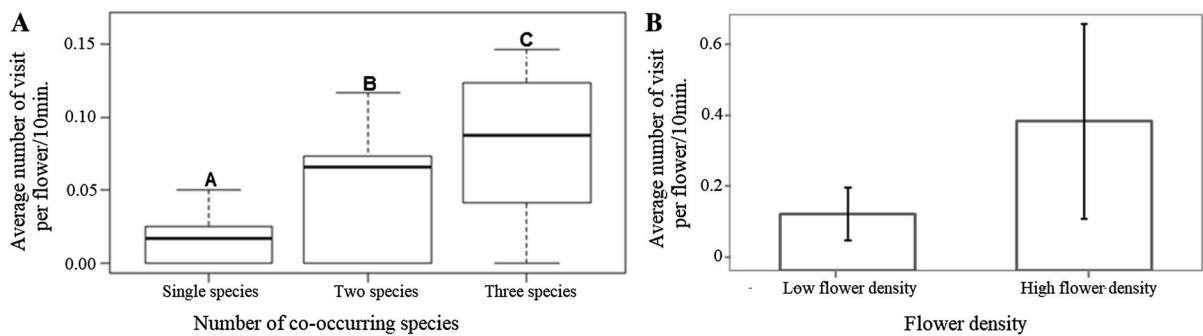 A
Average number of visit
per flower/10min.
0.15
0.10
0.05
0.00
A
B
C
Single species
Two species
Three species
Number of co-occurring species
B
Average number of visit
per flower/10min.
0.6
0.4
0.2
0
Low flower density
High flower density
Flower density